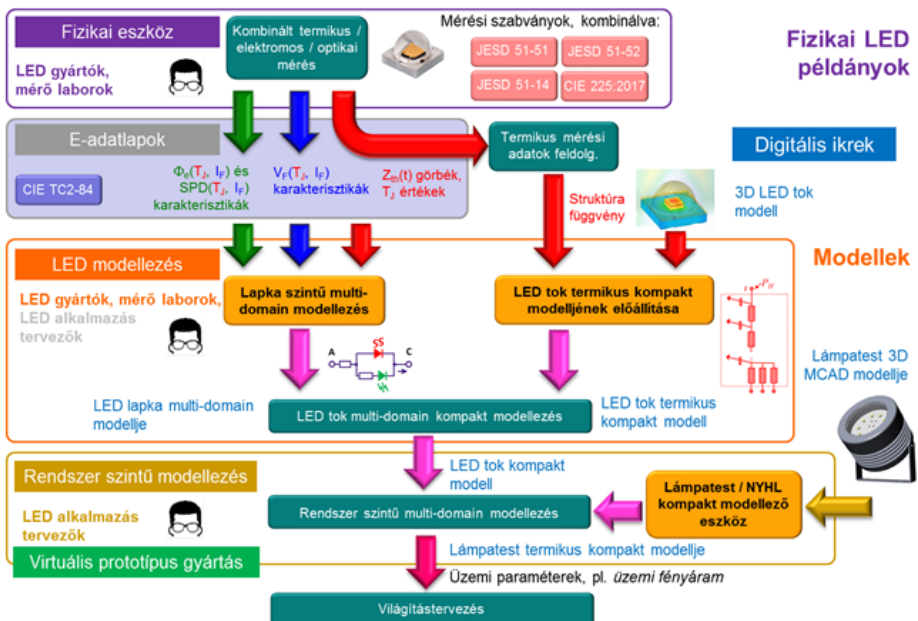 Fizikai eszköz
LED gyártók,
mérő laborok
Kombinált termikus /
elektromos / optikai
mérés
Mérési szabványok, kombinálva:
JESD 51-51
JESD 51-52
JESD 51-14
CIE 225:2017
Fizikai LED
példányok
E-adatlapok
CIE TC2-84
Φe(TJ, IF) és
SPD(TJ, IF)
karakterisztikák
VF(TJ, IF)
karakterisztikák
Zth(t) görbék,
TJ értékek
Termikus mérési
adatok feldolg.
Struktúra
függvény
Digitális ikrek
3D LED tok
modell
LED modellezés
LED gyártók, mérő laborok,
LED alkalmazás
tervezők
Lapka szintű multi-
domain modellezés
LED tok termikus kompakt
modelljének előállítása
Modellek
PH
A
C
Lámpatest 3D
MCAD modellje
LED lapka multi-domain
modellje
LED tok multi-domain kompakt modellezés
LED tok termikus
kompakt modell
Rendszer szintű modellezés
LED alkalmazás
tervezők
Virtuális prototípus gyártás
LED tok kompakt
modell
Rendszer szintű multi-domain modellezés
Lámpatest / NYHL
kompakt modellező
eszköz
Lámpatest termikus kompakt modellje
Üzemi paraméterek, pl. üzemi fényáram
Világítástervezés